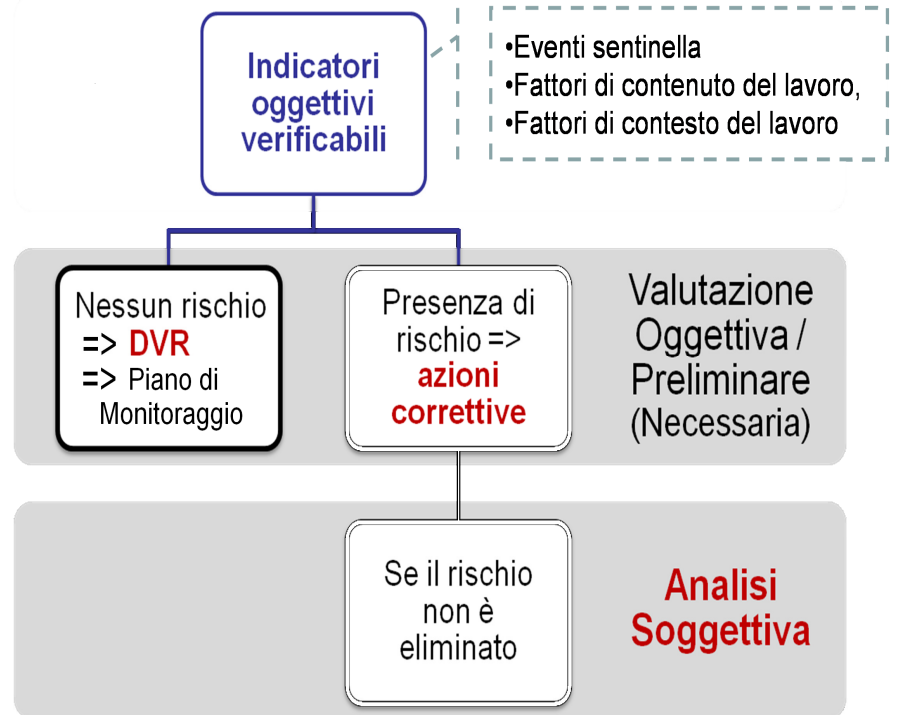 Indicatori
oggettivi
verificabili
•Eventi sentinella
•Fattori di contenuto del lavoro,
•Fattori di contesto del lavoro
Nessun rischio
=> DVR
=> Piano di
Monitoraggio
Presenza di
rischio =>
azioni
correttive
Valutazione
Oggettiva /
Preliminare
(Necessaria)
Se il rischio
non è
eliminato
Analisi
Soggettiva